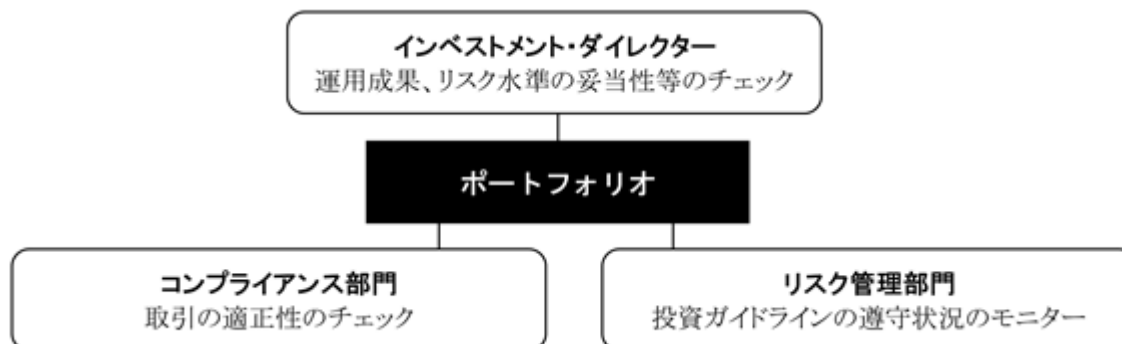 インベストメント・ダイレクター
運用成果、リスク水準の妥当性等のチェック
ポートフォリオ
コンプライアンス部門
取引の適正性のチェック
リスク管理部門
投資ガイドラインの遵守状況のモニター